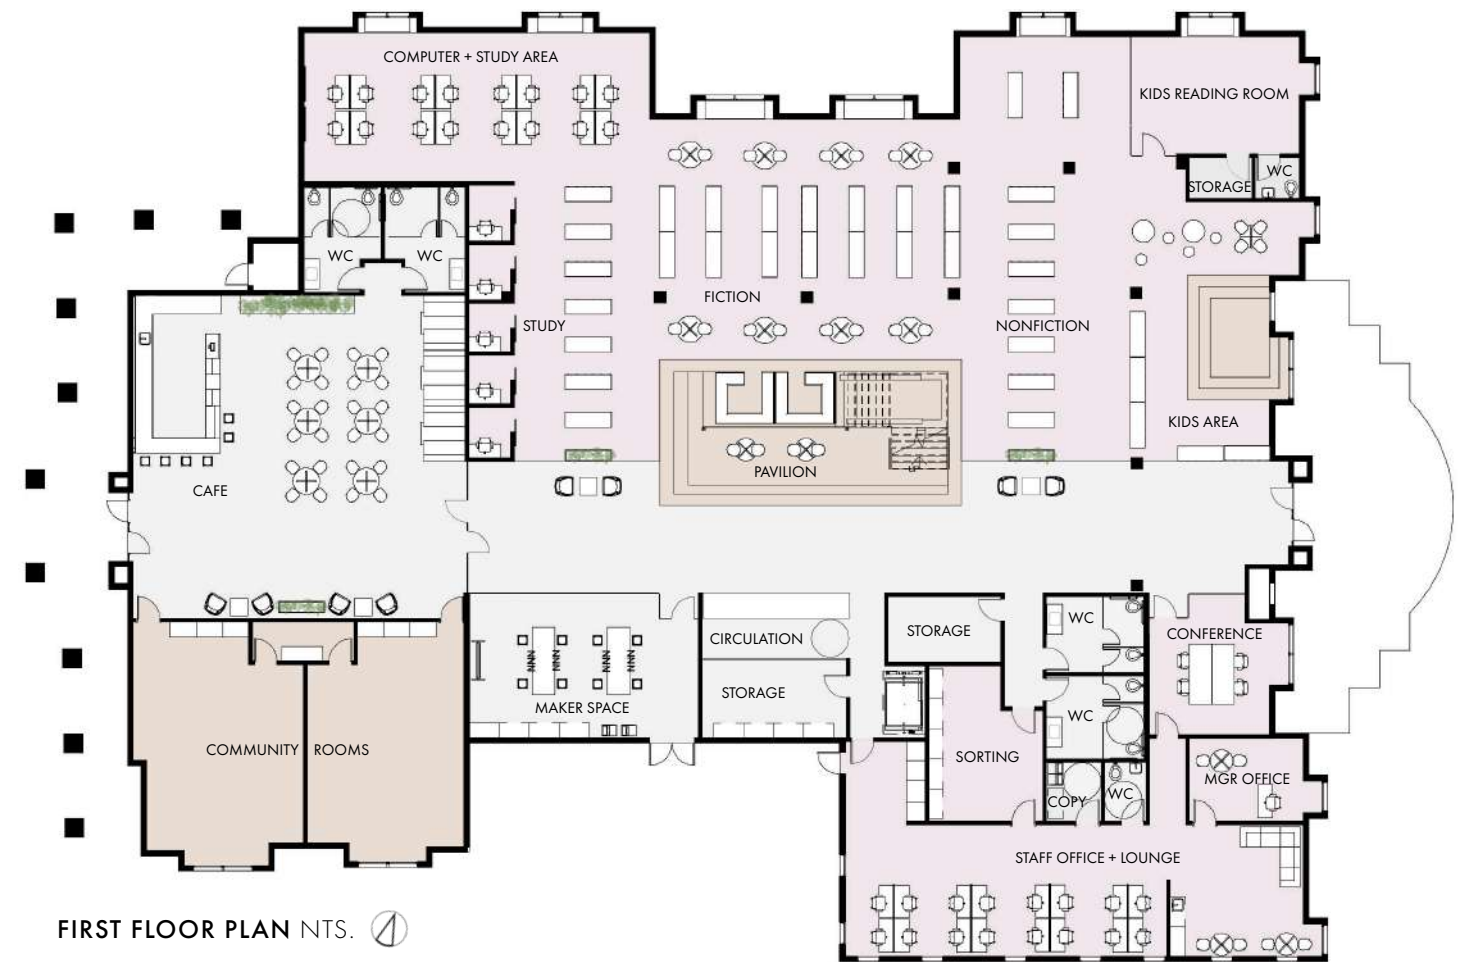 COMPUTER + STUDY AREA
KIDS READING ROOM
WC
STORAGE
WC
WC
FICTION
STUDY
NONFICTION
KIDS AREA
PAVILION
CAFE
UP
WC
CONFERENCE
CIRCULATION
STORAGE
STORAGE
MAKER SPACE
WC
COMMUNITY ROOMS
SORTING
MGR OFFICE
COPY
WC
STAFF OFFICE + LOUNGE
FIRST FLOOR PLAN NTS.